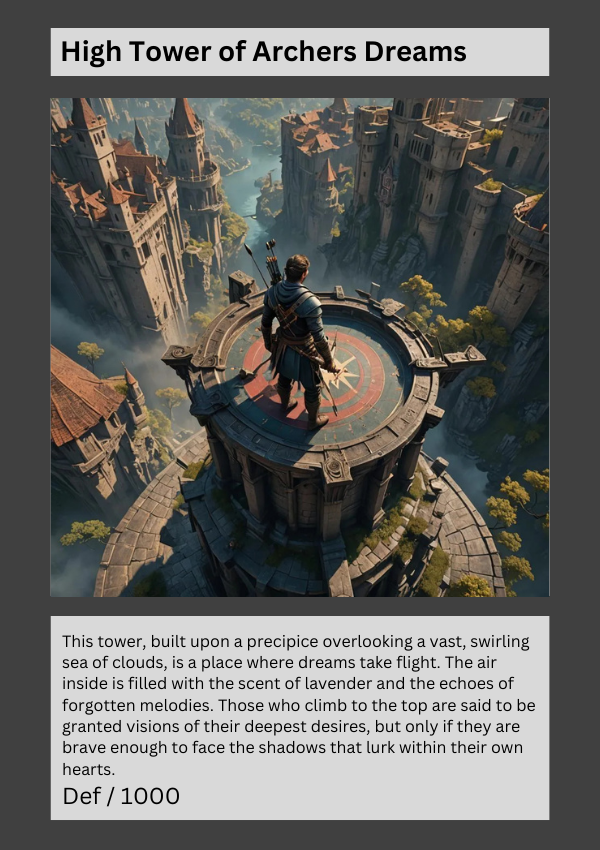 High Tower of Archers Dreams
This tower, built upon a precipice overlooking a vast, swirling
sea of clouds, is a place where dreams take flight. The air
inside is filled with the scent of lavender and the echoes of
forgotten melodies. Those who climb to the top are said to be
granted visions of their deepest desires, but only if they are
brave enough to face the shadows that lurk within their own
hearts.
Def / 1000